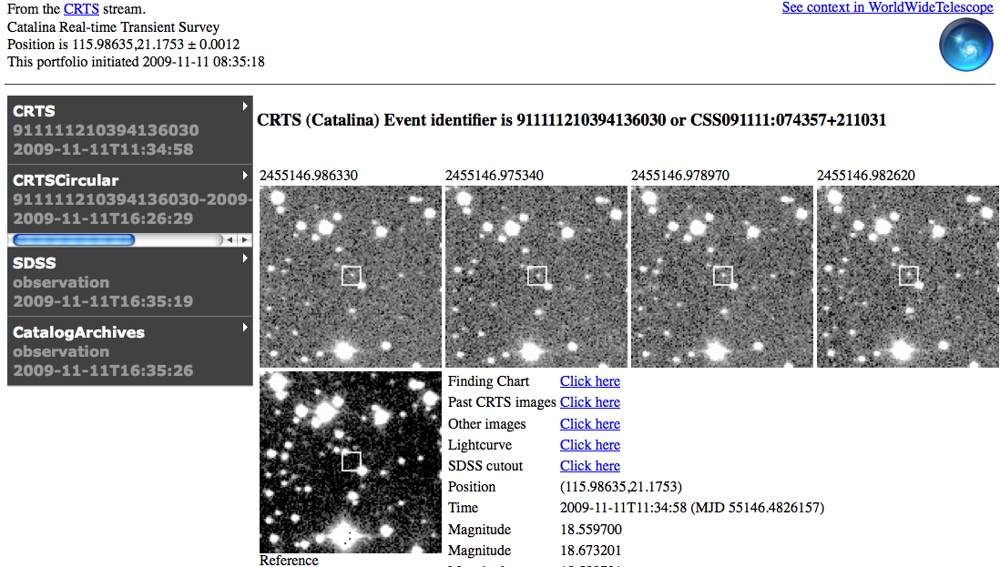 From the CRTS stream.
See context in WorldWideTelescope
Catalina Real-time Transient Survey
Position is 115.98635,21.1753 ± 0.0012
This portfolio initiated 2009-11-11 08:35:18
CRTS
911111210394136030
2009-11-11T11:34:58
CRTSCircular
911111210394136030-2009-
2009-11-11T16:26:29
SDSS
observation
2009-11-11T16:35:19
CatalogArchives
observation
2009-11-11T16:35:26
CRTS (Catalina) Event identifier is 911111210394136030 or CSS091111:074357+211031
2455146.986330 2455146.975340 2455146.978970 2455146.982620
Finding Chart Click here
Past CRTS images Click here
Other images Click here
Lightcurve Click here
SDSS cutout Click here
Position (115.98635,21.1753)
Time 2009-11-11T11:34:58 (MJD 55146.4826157)
Magnitude 18.559700
Magnitude 18.673201
Reference